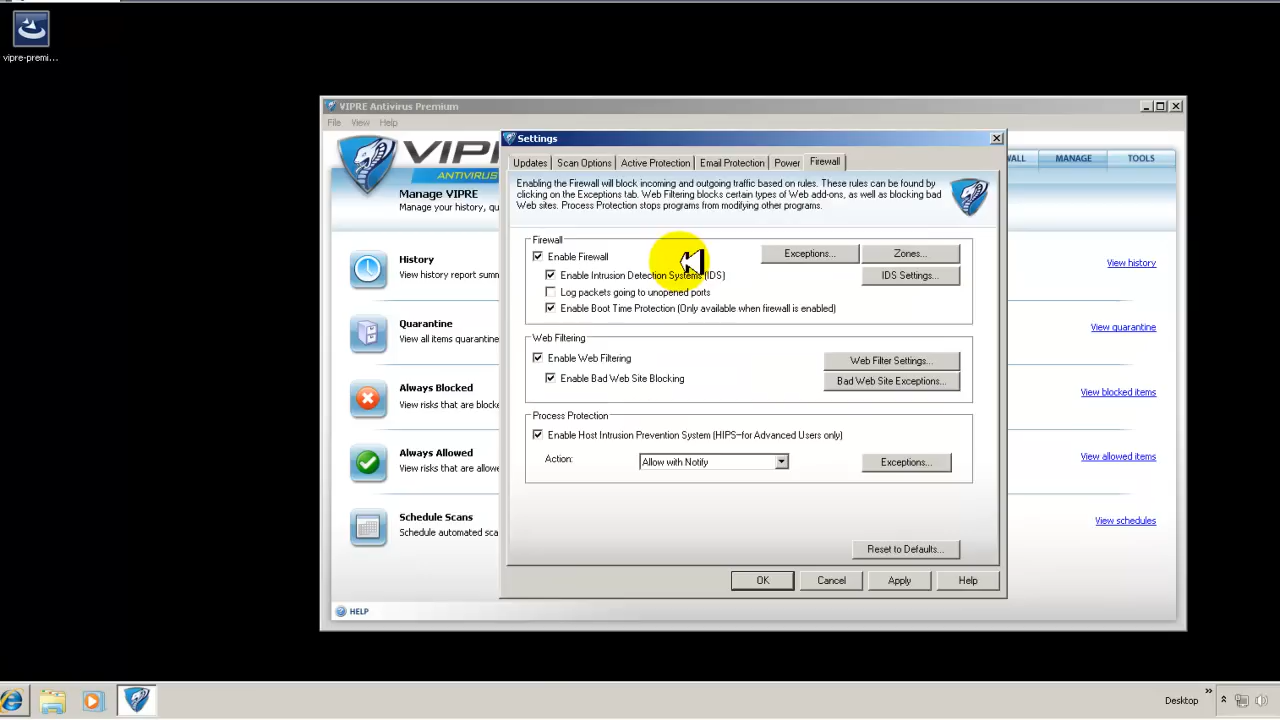 vipre-premi...
VIPRE Antivirus Premium
File View Help
VIPR
ANTIVIRUS
MANAGE TOOLS
Manage VIPRE
Manage your history, qu
History
View history report summ
View history
Quarantine
View all items quarantine
View quarantine
Always Blocked
View risks that are blocke
View blocked items
Always Allowed
View risks that are allowe
View allowed items
Schedule Scans
Schedule automated sca
View schedules
HELP
Settings
Updates Scan Options Active Protection Email Protection Power Firewall
Enabling the Firewall will block incoming and outgoing traffic based on rules. These rules can be found by
clicking on the Exceptions tab. Web Filtering blocks certain types of Web add-ons, as well as blocking bad
Web sites. Process Protection stops programs from modifying other programs.
Firewall
Enable Firewall
Exceptions... Zones...
Enable Intrusion Detection Systems (IDS)
IDS Settings...
Log packets going to unopened ports
Enable Boot Time Protection (Only available when firewall is enabled)
Web Filtering
Enable Web Filtering
Web Filter Settings...
Enable Bad Web Site Blocking
Bad Web Site Exceptions...
Process Protection
Enable Host Intrusion Prevention System (HIPS-for Advanced Users only)
Action: Allow with Notify Exceptions...
Reset to Defaults...
OK Cancel Apply Help
Desktop